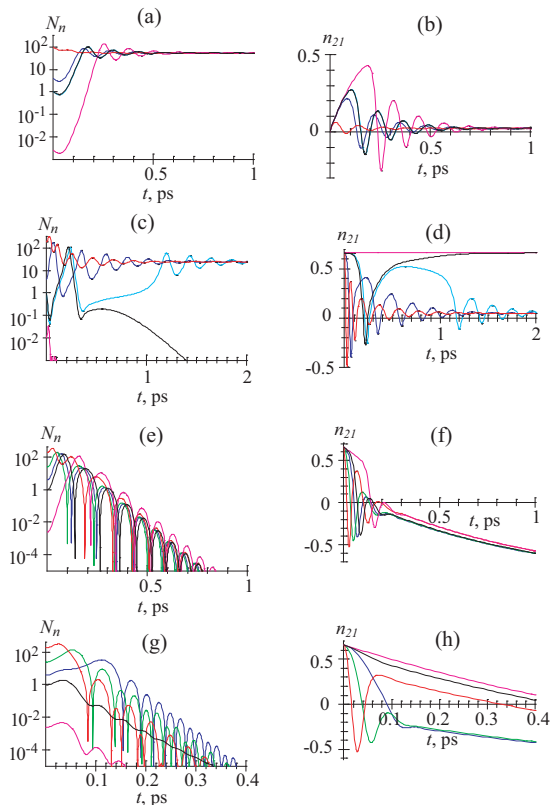 (a)
N_n
10^2
10
1
10^-1
10^-2
0.5
1
t, ps
(b)
n_21
0.5
0
0.5
1
t, ps
(c)
N_n
10^2
10
1
10^-1
10^-2
1
2
t, ps
(d)
n_21
0.5
0
-0.5
1
2
t, ps
(e)
N_n
10^2
1
10^-2
10^-4
0.5
1
t, ps
(f)
n_21
0.5
0
-0.5
t, ps
0.5
1
(g)
N_n
10^2
1
10^-2
10^-4
0.1
0.2
0.3
0.4
t, ps
(h)
n_21
0.5
0
-0.5
t, ps
0.1
0.2
0.3
0.4